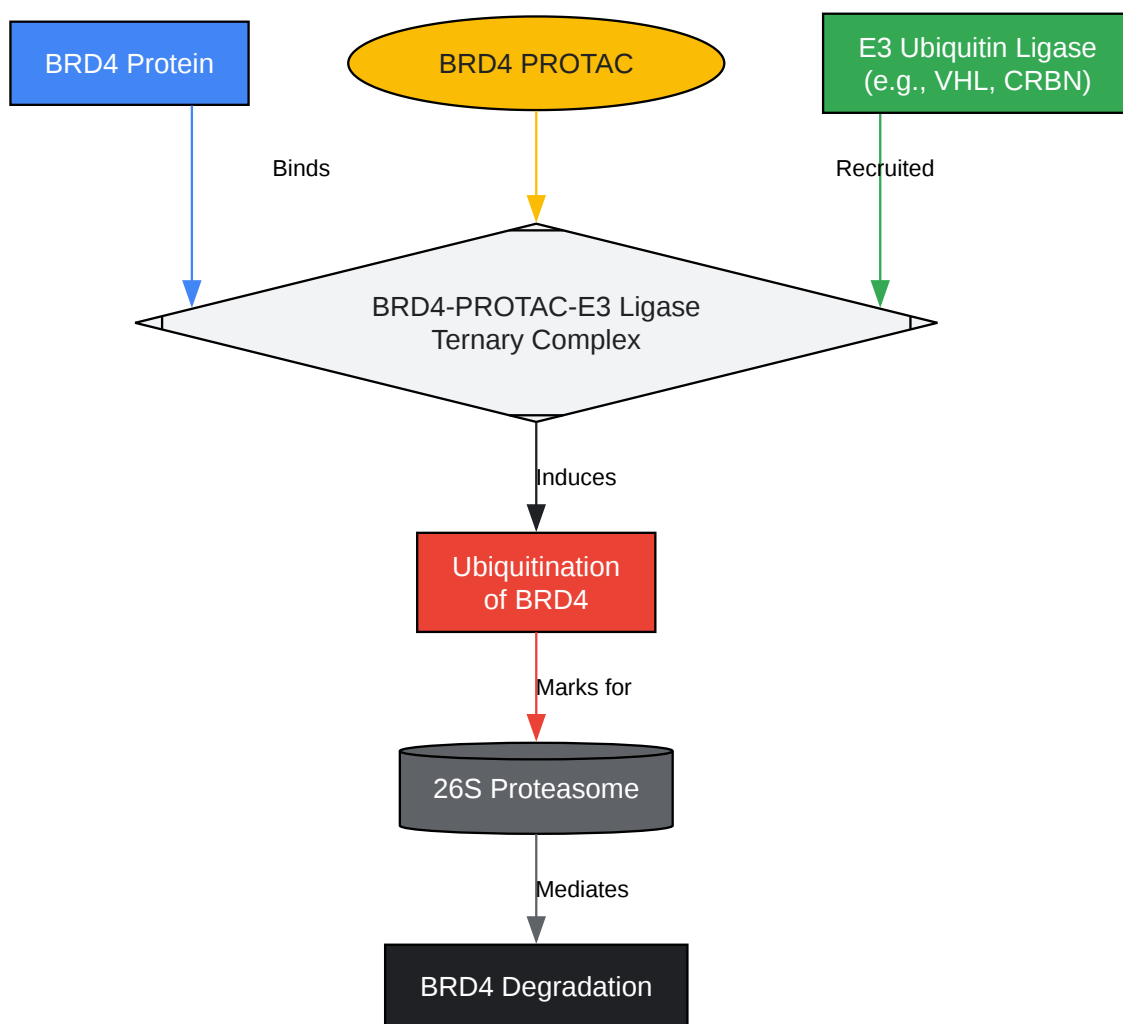 BRD4 Protein
BRD4 PROTAC
E3 Ubiquitin Ligase
(e.g., VHL, CRBN)
Binds
Recruited
BRD4-PROTAC-E3 Ligase
Ternary Complex
Induces
Ubiquitination
of BRD4
Marks for
26S Proteasome
Mediates
BRD4 Degradation